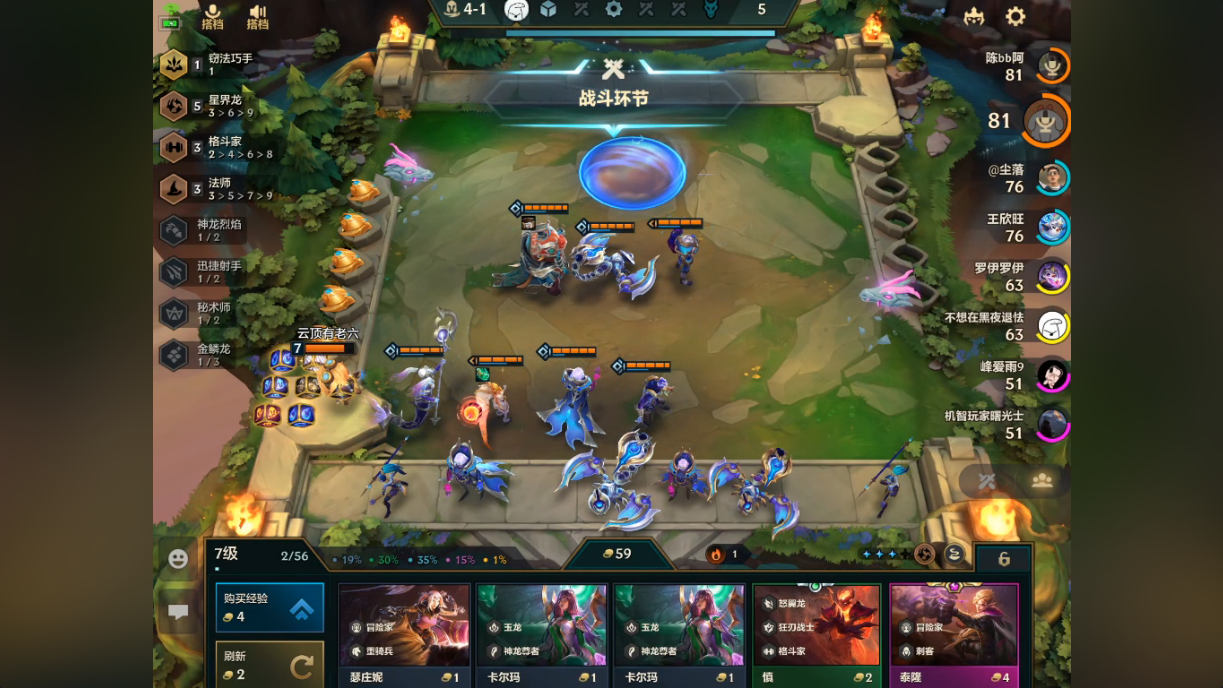 搭档
搭档
4-1
5
1 窃法巧手
1
5 星界龙
3 > 6 > 9
3 格斗家
2 > 4 > 6 > 8
3 法师
3 > 5 > 7 > 9
神龙烈焰
1 / 2
迅捷射手
1 / 2
秘术师
1 / 2
金鳞龙
1 / 3
战斗环节
陈bb阿
81
81
@尘落
76
王欣旺
76
罗伊罗伊
63
不想在黑夜退怯
63
峰爱雨9
51
机智玩家曙光士
51
云顶有老六
7
7级
2/56
19% 30% 35% 15% 1%
59
1
购买经验
4
刷新
2
冒险家
重骑兵
瑟庄妮 1
玉龙
神龙尊者
卡尔玛 1
玉龙
神龙尊者
卡尔玛 1
怒翼龙
狂刃战士
格斗家
慎 2
冒险家
刺客
泰隆 4